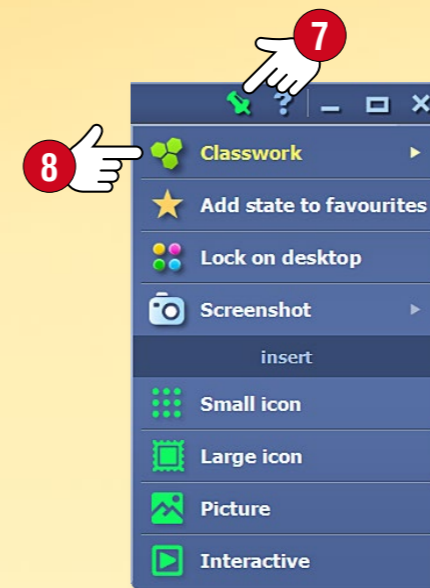 7
?
8
Classwork
Add state to favourites
Lock on desktop
Screenshot
insert
Small icon
Large icon
Picture
Interactive